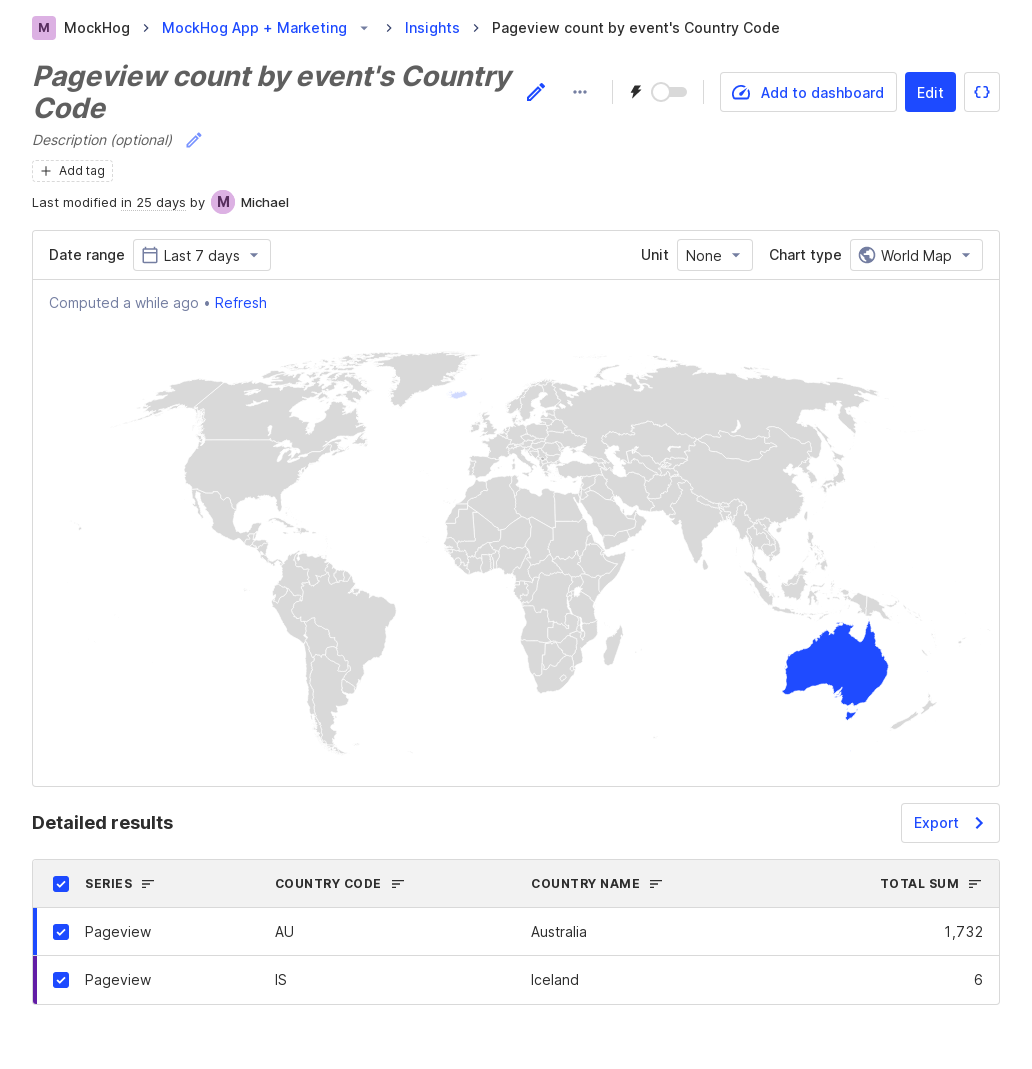 M MockHog MockHog App + Marketing Insights Pageview count by event's Country Code
Pageview count by event's Country
Code
Add to dashboard Edit
Description (optional)
Add tag
Last modified in 25 days by M Michael
Date range Last 7 days Unit None Chart type World Map
Computed a while ago • Refresh
Detailed results Export
SERIES COUNTRY CODE COUNTRY NAME TOTAL SUM
Pageview AU Australia 1,732
Pageview IS Iceland 6